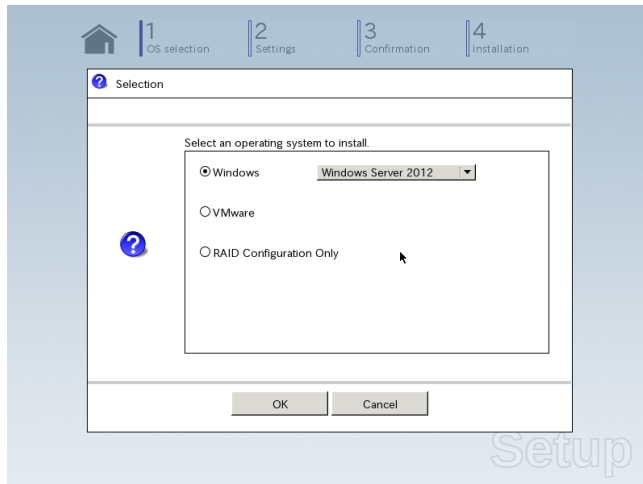 1
OS selection
2
Settings
3
Confirmation
4
Installation
Selection
Select an operating system to install.
Windows
Windows Server 2012
VMware
RAID Configuration Only
OK
Cancel
Setup